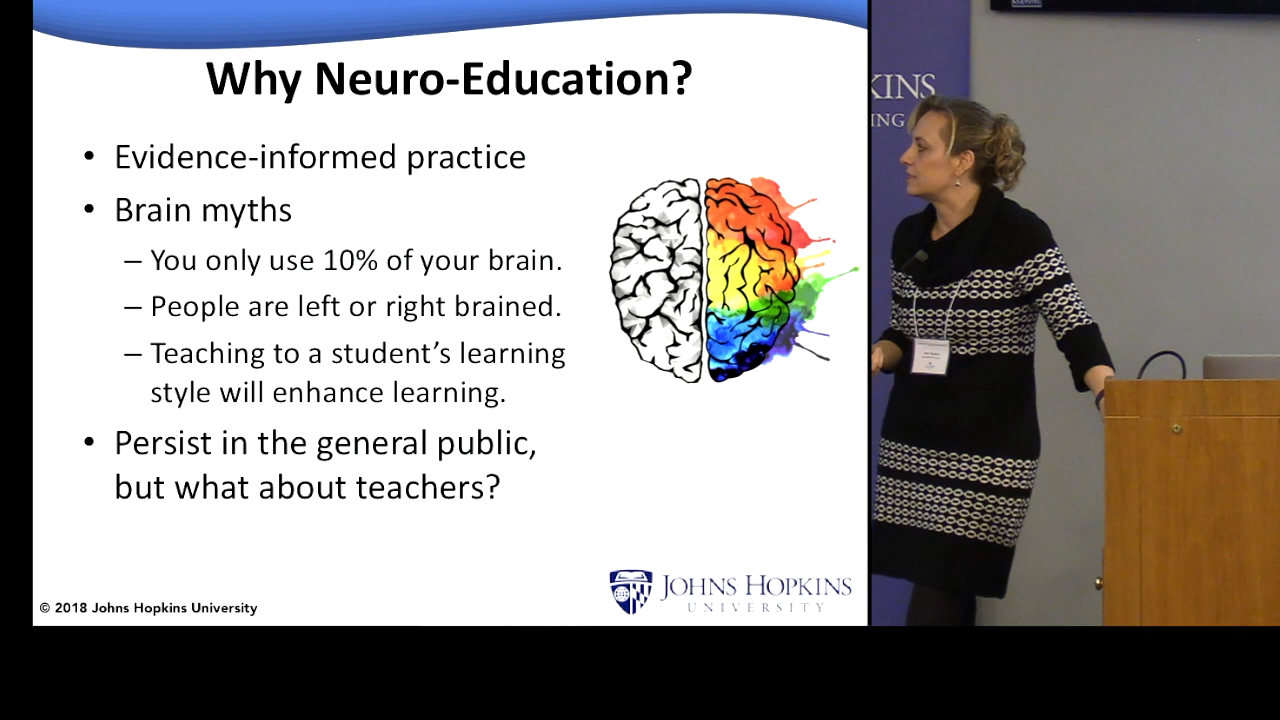 Why Neuro-Education?
• Evidence-informed practice
• Brain myths
– You only use 10% of your brain.
– People are left or right brained.
– Teaching to a student’s learning
style will enhance learning.
• Persist in the general public,
but what about teachers?
© 2018 Johns Hopkins University
JOHNS HOPKINS
UNIVERSITY
KINS
ING